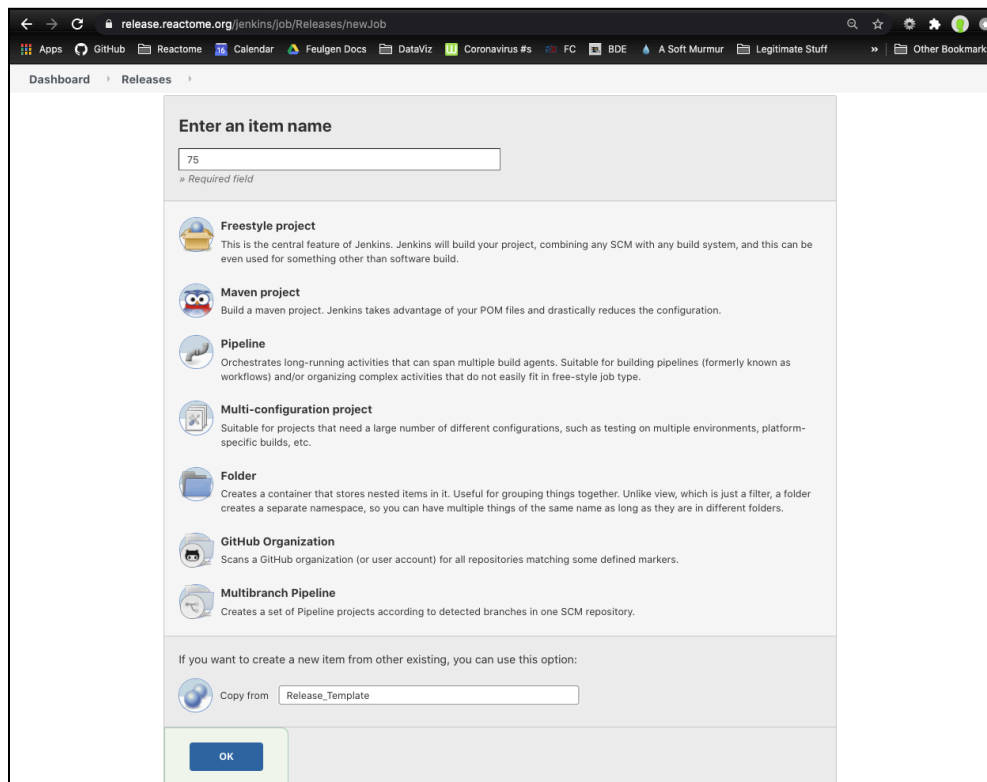 release.reactome.org/jenkins/job/Releases/newJob
Apps GitHub Reactome 16 Calendar Feulgen Docs DataViz Coronavirus #s FC BDE A Soft Murmur Legitimate Stuff » Other Bookmark
Dashboard Releases
Enter an item name
75
» Required field
Freestyle project
This is the central feature of Jenkins. Jenkins will build your project, combining any SCM with any build system, and this can be
even used for something other than software build.
Maven project
Build a maven project. Jenkins takes advantage of your POM files and drastically reduces the configuration.
Pipeline
Orchestrates long-running activities that can span multiple build agents. Suitable for building pipelines (formerly known as
workflows) and/or organizing complex activities that do not easily fit in free-style job type.
Multi-configuration project
Suitable for projects that need a large number of different configurations, such as testing on multiple environments, platform-
specific builds, etc.
Folder
Creates a container that stores nested items in it. Useful for grouping things together. Unlike view, which is just a filter, a folder
creates a separate namespace, so you can have multiple things of the same name as long as they are in different folders.
GitHub Organization
Scans a GitHub organization (or user account) for all repositories matching some defined markers.
Multibranch Pipeline
Creates a set of Pipeline projects according to detected branches in one SCM repository.
If you want to create a new item from other existing, you can use this option:
Copy from Release_Template
OK